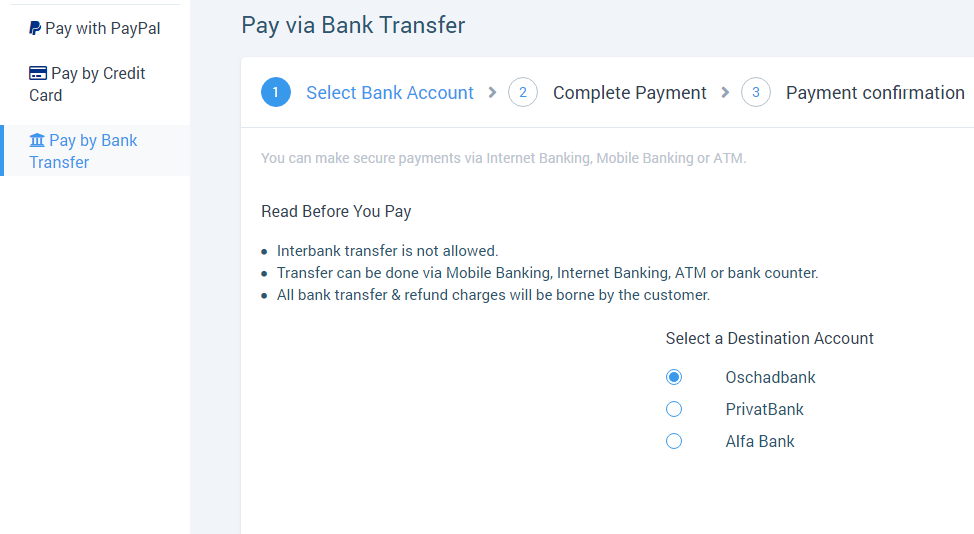 Pay with PayPal
Pay by Credit
Card
Pay by Bank
Transfer
Pay via Bank Transfer
1 Select Bank Account 2 Complete Payment 3 Payment confirmation
You can make secure payments via Internet Banking, Mobile Banking or ATM.
Read Before You Pay
Interbank transfer is not allowed.
Transfer can be done via Mobile Banking, Internet Banking, ATM or bank counter.
All bank transfer & refund charges will be borne by the customer.
Select a Destination Account
Oschadbank
PrivatBank
Alfa Bank